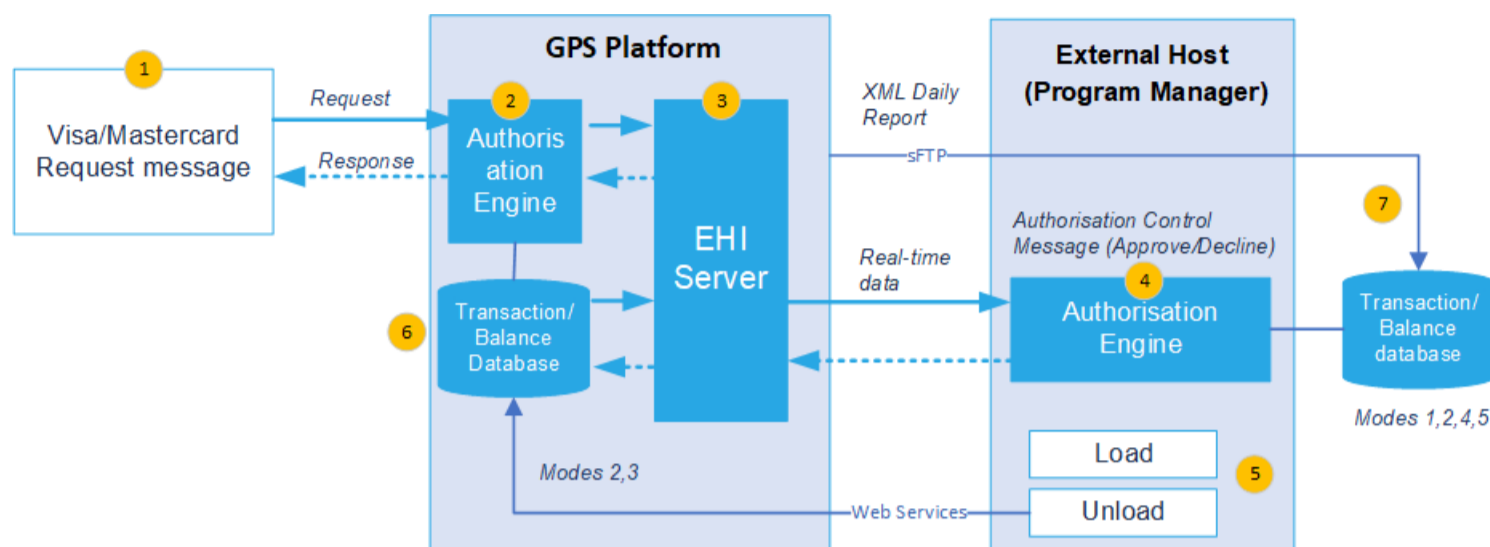 1
Visa/Mastercard
Request message
Request
Response
GPS Platform
2
Authoris
ation
Engine
3
EHI
Server
6
Transaction/
Balance
Database
Modes 2,3
XML Daily
Report
sFTP
Real-time
data
Web Services
External Host
(Program Manager)
Authorisation Control
Message (Approve/Decline)
4
Authorisation
Engine
Load
5
Unload
7
Transaction/
Balance
database
Modes 1,2,4,5